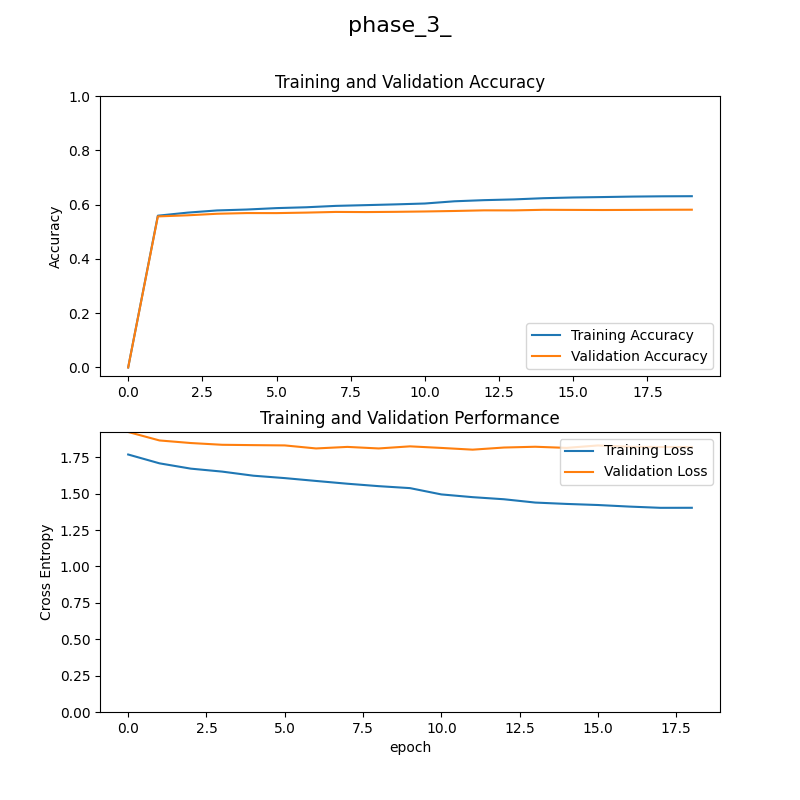 phase_3_
Training and Validation Accuracy
1.0
0.8
0.6
0.4
0.2
0.0
Accuracy
Training Accuracy
Validation Accuracy
0.0 2.5 5.0 7.5 10.0 12.5 15.0 17.5
Training and Validation Performance
1.75
1.50
1.25
1.00
0.75
0.50
0.25
0.00
Cross Entropy
Training Loss
Validation Loss
0.0 2.5 5.0 7.5 10.0 12.5 15.0 17.5
epoch